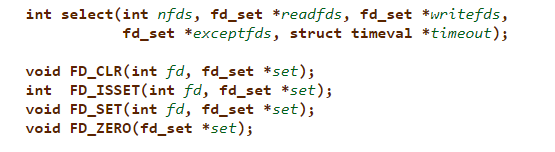 int select(int nfds, fd_set *readfds, fd_set *writefds,
fd_set *exceptfds, struct timeval *timeout);
void FD_CLR(int fd, fd_set *set);
int  FD_ISSET(int fd, fd_set *set);
void FD_SET(int fd, fd_set *set);
void FD_ZERO(fd_set *set);